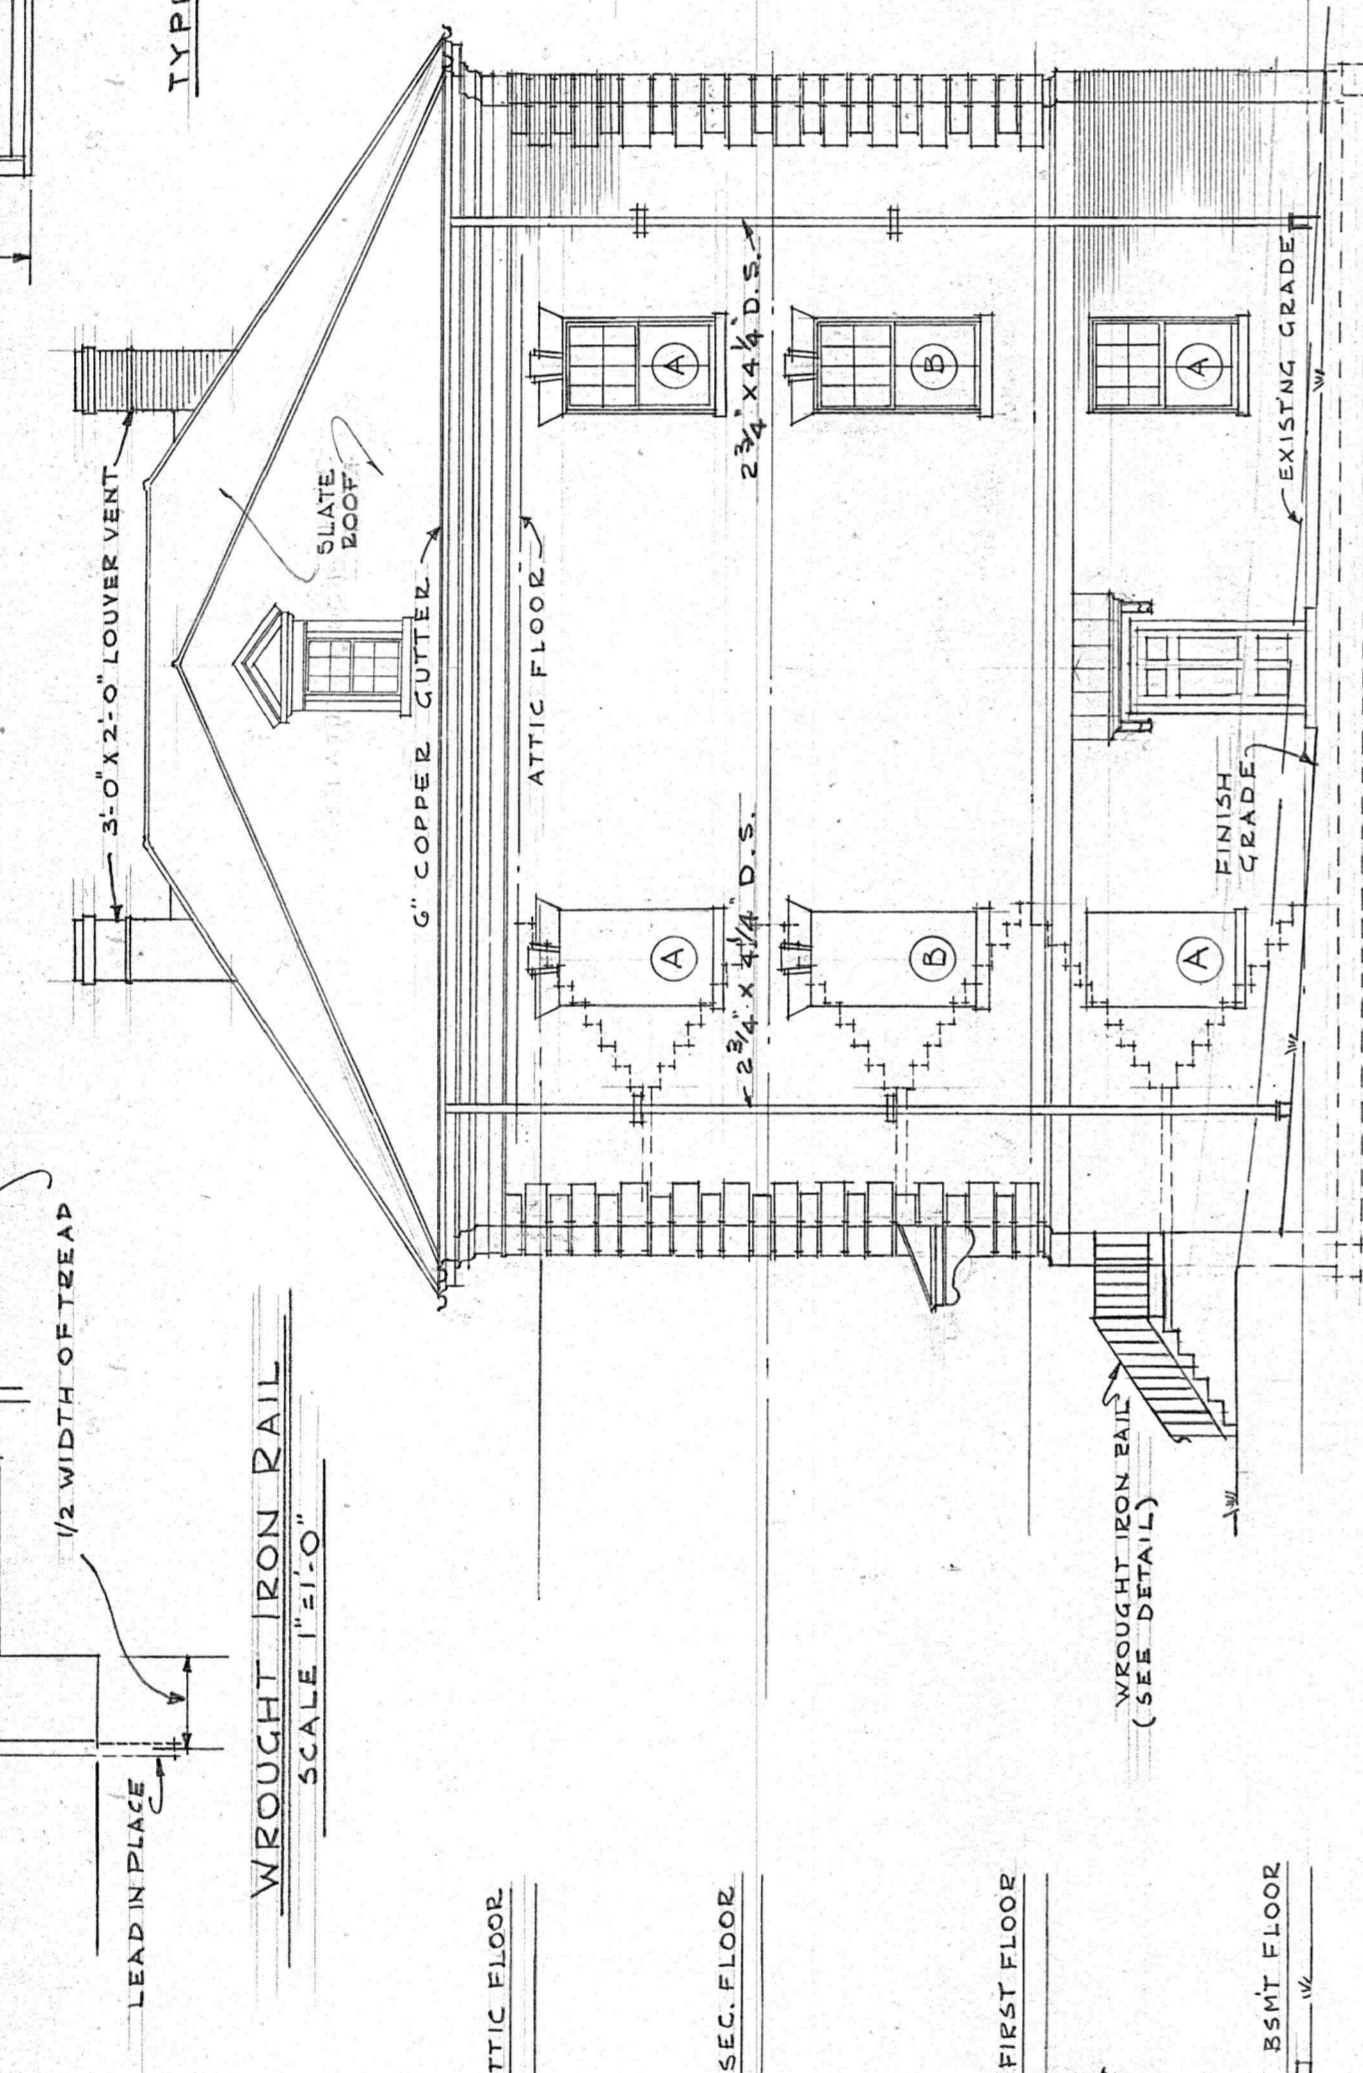 TYP
3'-0" X 2'-0" LOUVER VENT
SLATE
ROOF
6" COPPER GUTTER
ATTIC FLOOR
A
A
2 3/4" X 4 1/4" D.S.
2 3/4" X 4 1/4" D.S.
B
B
A
A
EXIST'NG GRADE
FINISH
GRADE
WROUGHT IRON RAIL
(SEE DETAIL)
1/2 WIDTH OF TREAD
LEAD IN PLACE
WROUGHT IRON RAIL
SCALE 1"=1'-0"
TTIC FLOOR
SEC. FLOOR
FIRST FLOOR
BSM'T FLOOR